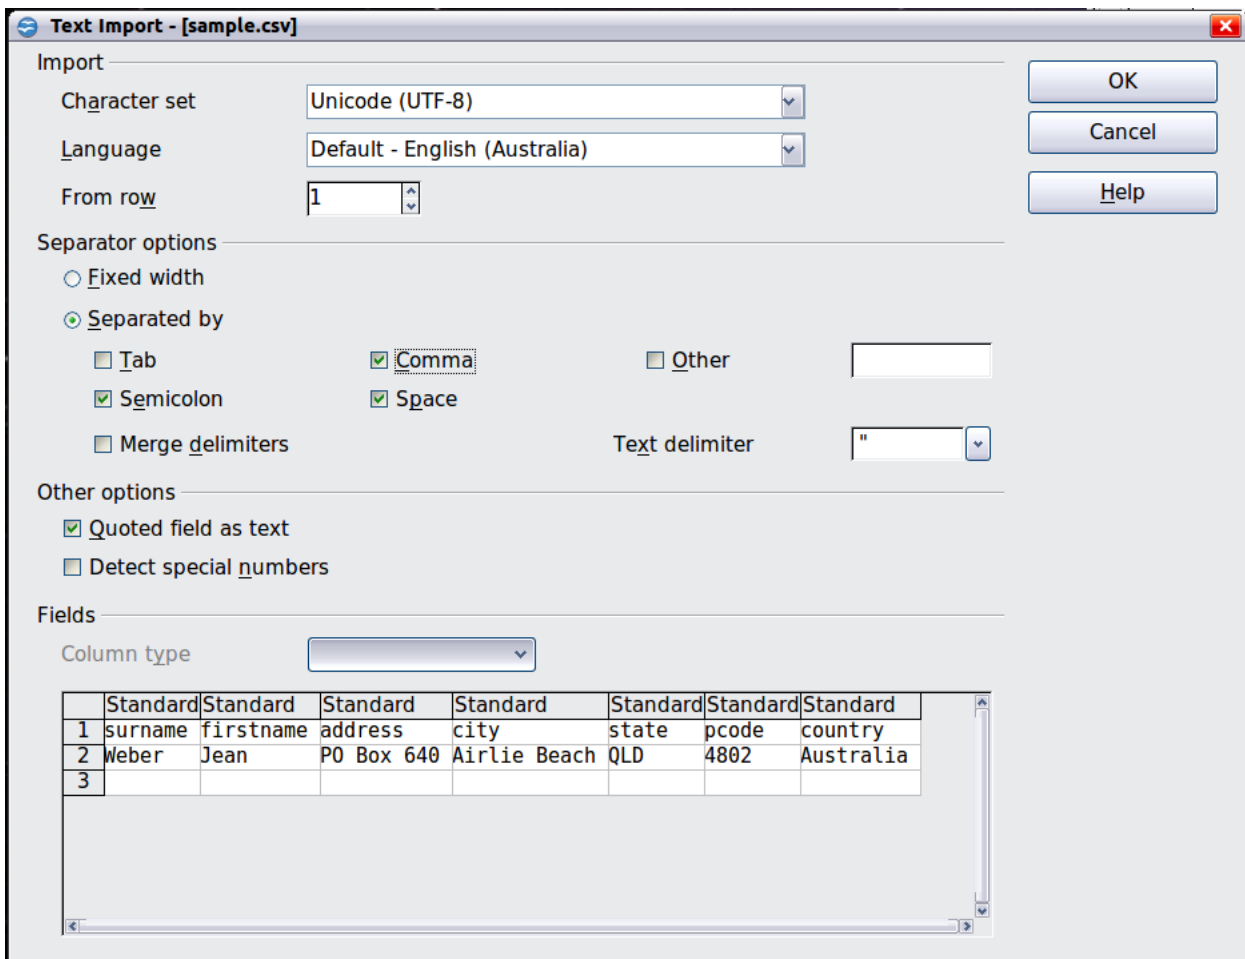 Text Import - [sample.csv]
Import
Character set Unicode (UTF-8)
Language Default - English (Australia)
From row 1
OK
Cancel
Help
Separator options
Fixed width
Separated by
Tab Comma Other
Semicolon Space
Merge delimiters Text delimiter "
Other options
Quoted field as text
Detect special numbers
Fields
Column type
Standard Standard Standard Standard Standard Standard Standard
1 surname firstname address city state pcode country
2 Weber Jean PO Box 640 Airlie Beach QLD 4802 Australia
3